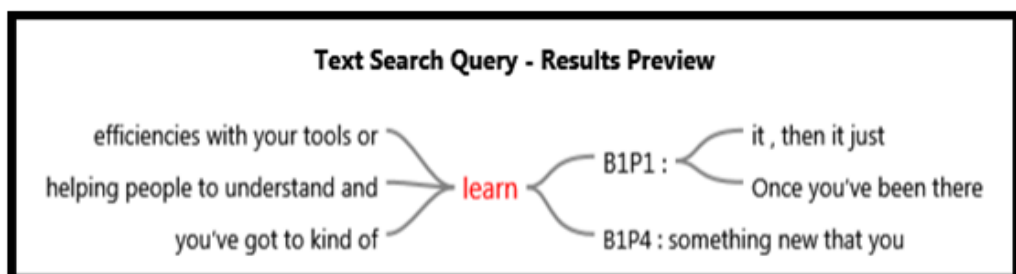 Text Search Query - Results Preview
efficiencies with your tools or
helping people to understand and
you've got to kind of
learn
B1P1 :
it , then it just
Once you've been there
B1P4 : something new that you